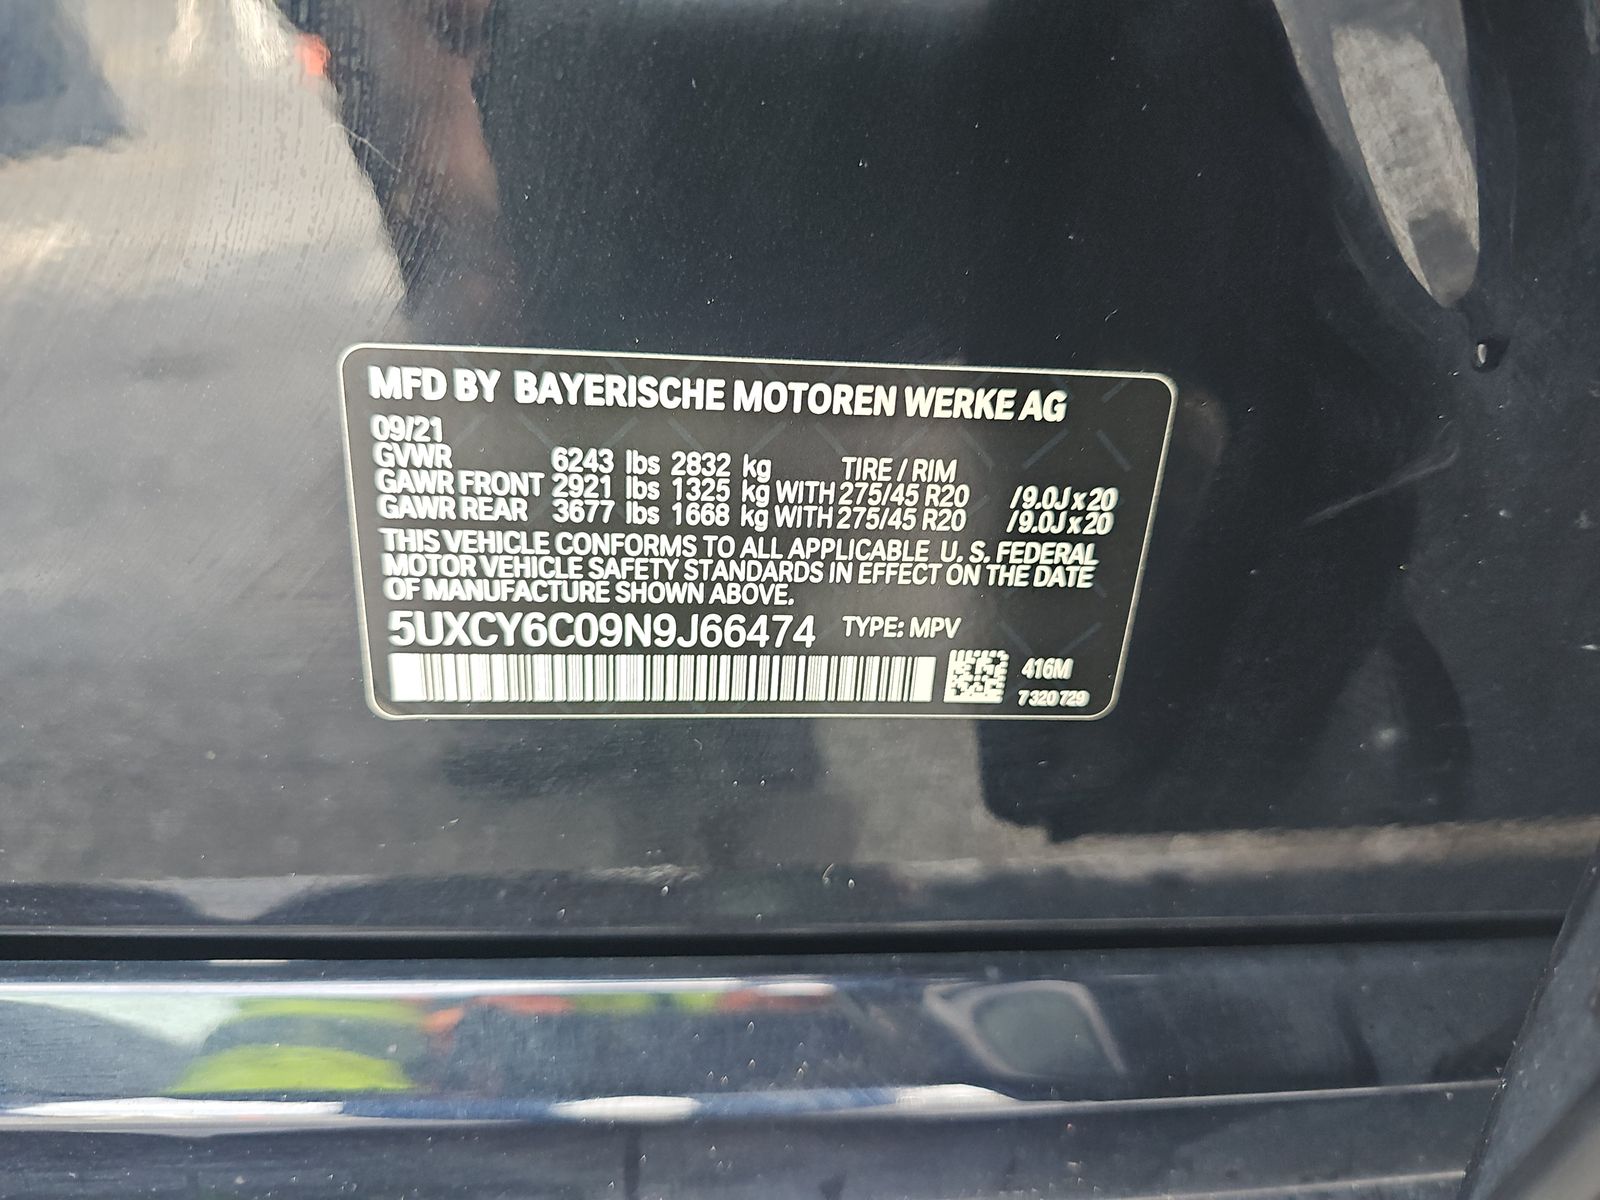 MFD BY BAYERISCHE MOTOREN WERKE AG
09/21
GVWR 6243 lbs 2832 kg TIRE / RIM
GAWR FRONT 2921 lbs 1325 kg WITH 275/45 R20 /9.0J x 20
GAWR REAR 3677 lbs 1668 kg WITH 275/45 R20 /9.0J x 20
THIS VEHICLE CONFORMS TO ALL APPLICABLE U. S. FEDERAL
MOTOR VEHICLE SAFETY STANDARDS IN EFFECT ON THE DATE
OF MANUFACTURE SHOWN ABOVE.
5UXCY6C09N9J66474 TYPE: MPV
416M
7 320 729